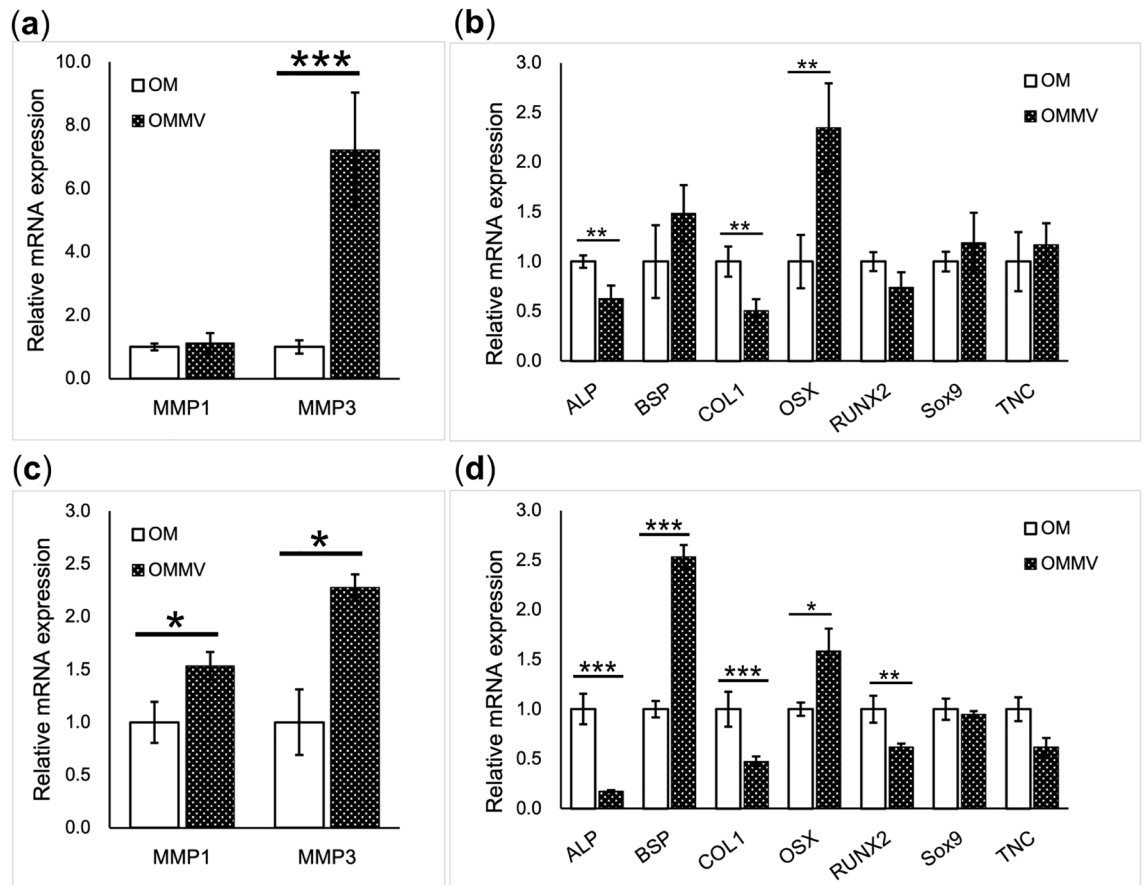 (a)
Relative mRNA expression
10.0
8.0
6.0
4.0
2.0
0.0
OM
OMMV
***
MMP1 MMP3
(b)
Relative mRNA expression
3.0
2.5
2.0
1.5
1.0
0.5
0.0
OM
OMMV
** ** **
ALP BSP COL1 OSX RUNX2 Sox9 TNC
(c)
Relative mRNA expression
3.0
2.5
2.0
1.5
1.0
0.5
0.0
OM
OMMV
* *
MMP1 MMP3
(d)
Relative mRNA expression
3.0
2.5
2.0
1.5
1.0
0.5
0.0
OM
OMMV
*** *** *** * **
ALP BSP COL1 OSX RUNX2 Sox9 TNC